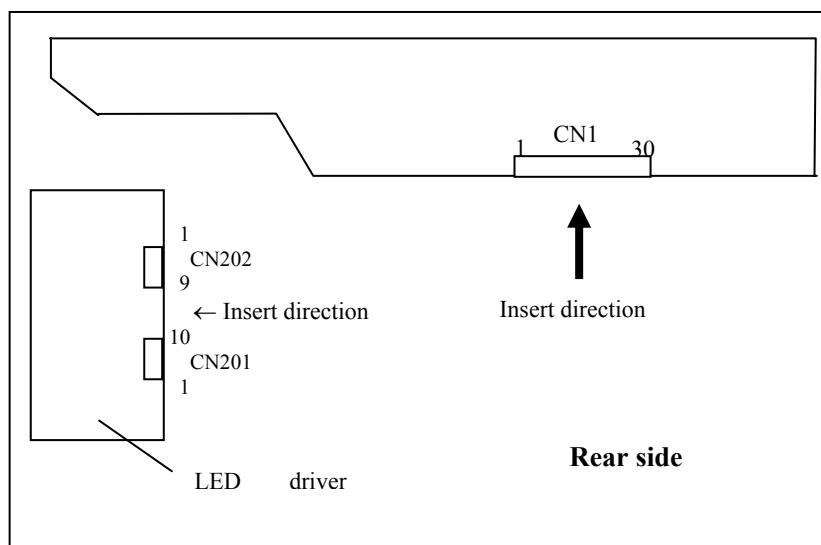 CN1
1 30
1
CN202
9
← Insert direction
Insert direction
10
CN201
1
Rear side
LED driver